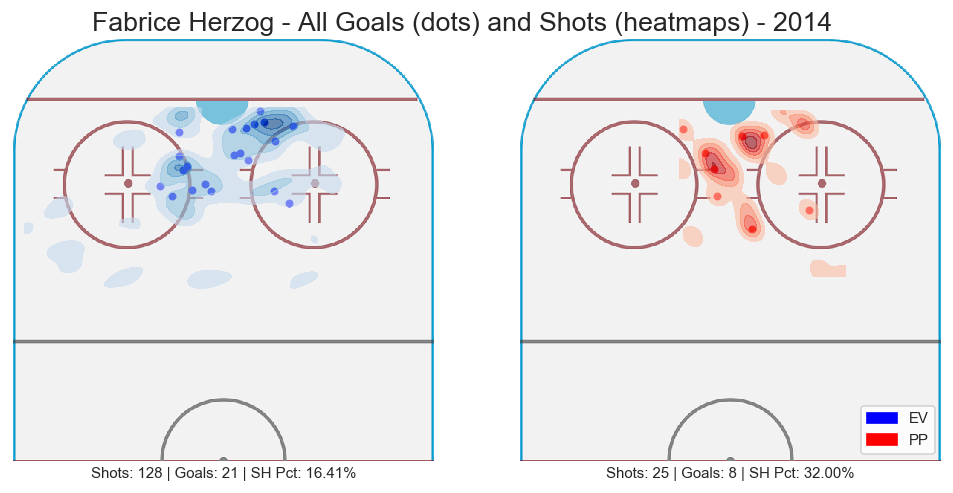 Fabrice Herzog - All Goals (dots) and Shots (heatmaps) - 2014
EV
PP
Shots: 128 | Goals: 21 | SH Pct: 16.41%
Shots: 25 | Goals: 8 | SH Pct: 32.00%